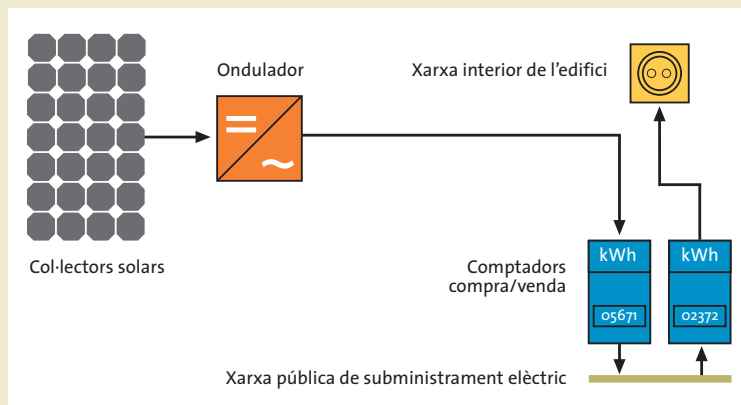 Ondulador
Xarxa interior de l’edifici
Col·lectors solars
Comptadors
compra/venda
kWh
kWh
05671
02372
Xarxa pública de subministrament elèctric